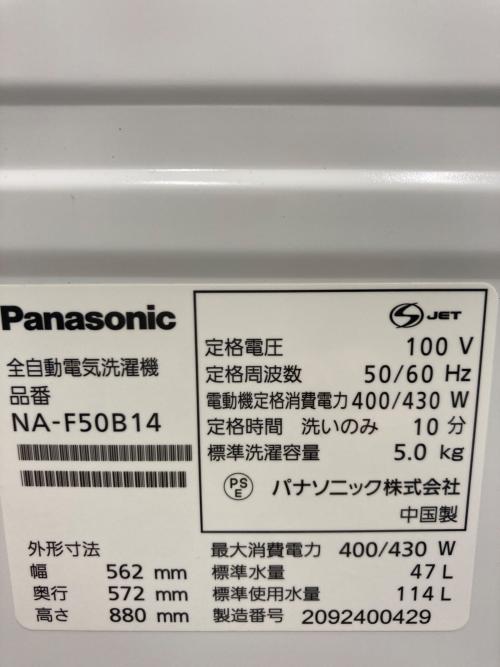 Panasonic
全自動電気洗濯機
品番
NA-F50B14
外形寸法
幅 562 mm
奥行 572 mm
高さ 880 mm
S JET
定格電圧 100 V
定格周波数 50/60 Hz
電動機定格消費電力 400/430 W
定格時間 洗いのみ 10 分
標準洗濯容量 5.0 kg
PS E パナソニック株式会社
中国製
最大消費電力 400/430 W
標準水量 47 L
標準使用水量 114 L
製造番号 2092400429